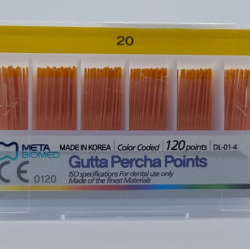 20
META BIOMED
MADE IN KOREA
Color Coded
120 points
DL-01-4
Gutta Percha Points
CE 0120
ISO specifications For dental use only
Made of the finest Materials